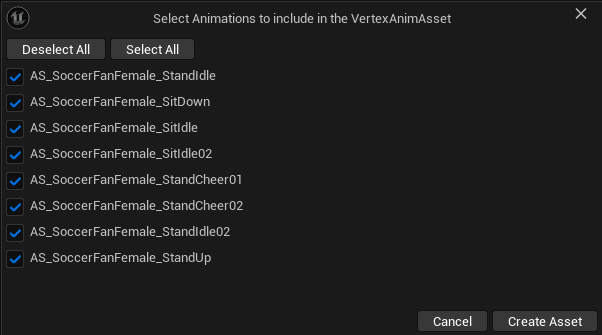 Select Animations to include in the VertexAnimAsset
Deselect All Select All
AS_SoccerFanFemale_StandIdle
AS_SoccerFanFemale_SitDown
AS_SoccerFanFemale_SitIdle
AS_SoccerFanFemale_SitIdle02
AS_SoccerFanFemale_StandCheer01
AS_SoccerFanFemale_StandCheer02
AS_SoccerFanFemale_StandIdle02
AS_SoccerFanFemale_StandUp
Cancel Create Asset